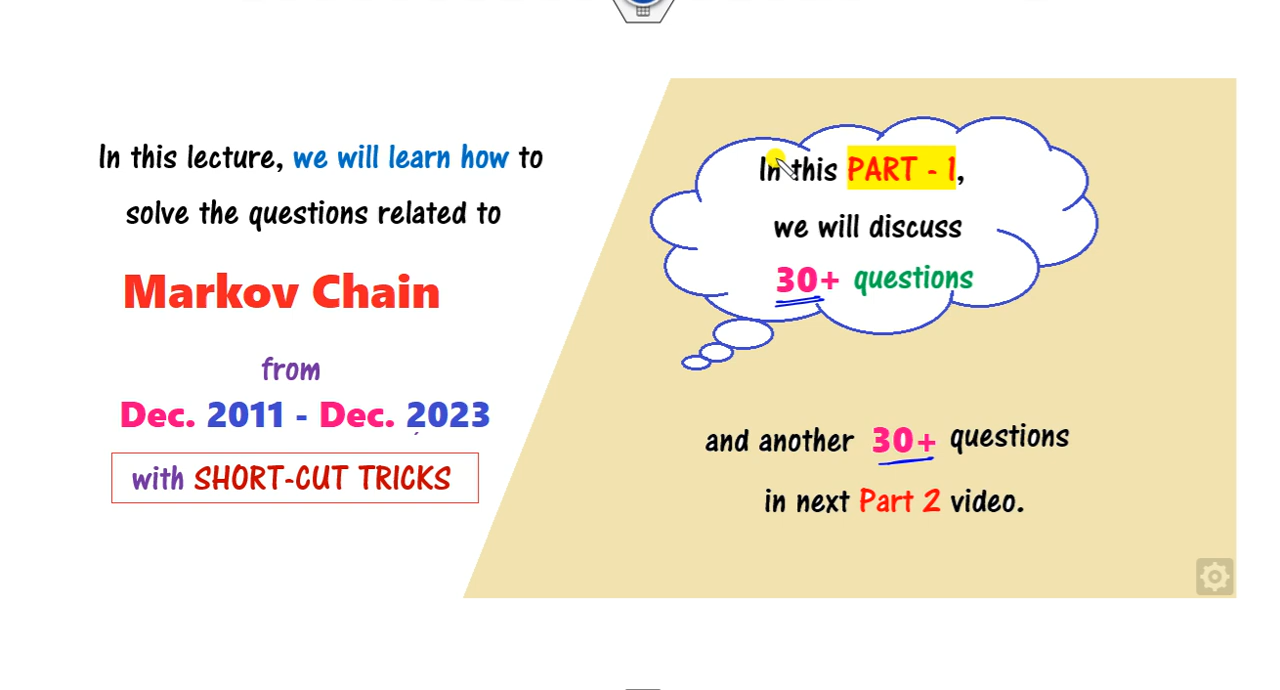 In this lecture, we will learn how to
solve the questions related to
Markov Chain
from
Dec. 2011 - Dec. 2023
with SHORT-CUT TRICKS
In this PART - 1,
we will discuss
30+ questions
and another 30+ questions
in next Part 2 video.